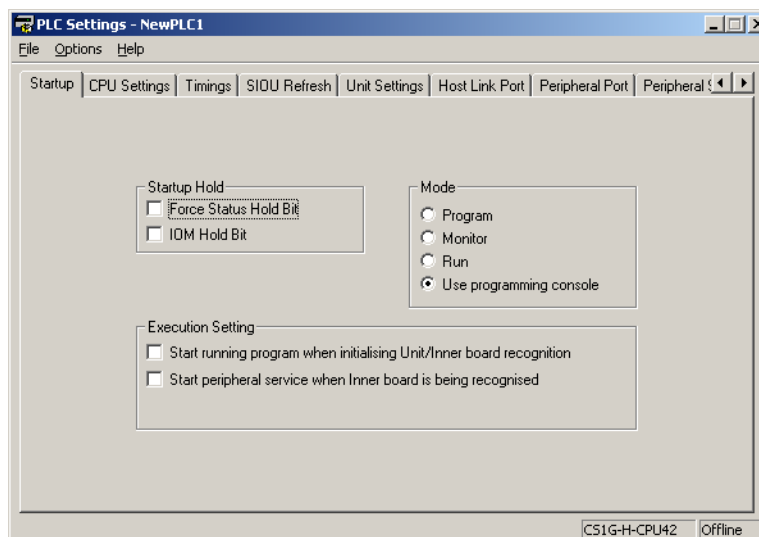 PLC Settings - NewPLC1
File Options Help
Startup CPU Settings Timings SIOU Refresh Unit Settings Host Link Port Peripheral Port Peripheral
Startup Hold
Force Status Hold Bit
IOM Hold Bit
Mode
Program
Monitor
Run
Use programming console
Execution Setting
Start running program when initialising Unit/Inner board recognition
Start peripheral service when Inner board is being recognised
CS1G-H-CPU42 Offline